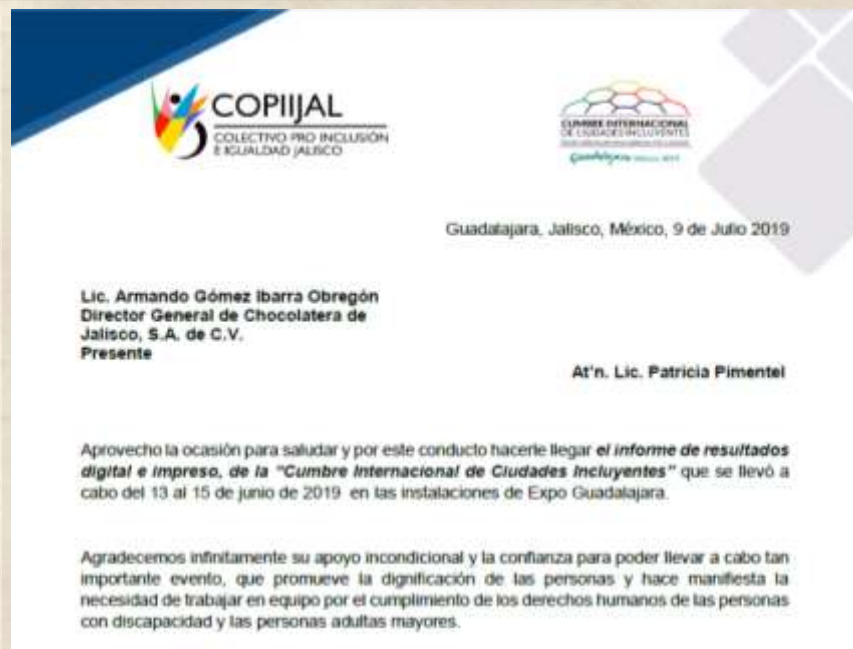 COPIIJAL
COLECTIVO PRO INCLUSIÓN
E IGUALDAD JALISCO
CUMBRE INTERNACIONAL
DE CIUDADES INCLUYENTES
Guadalajara
Guadalajara, Jalisco, México, 9 de Julio 2019
Lic. Armando Gómez Ibarra Obregón
Director General de Chocolatera de
Jalisco, S.A. de C.V.
Presente
At'n. Lic. Patricia Pimentel
Aprovecho la ocasión para saludar y por este conducto hacerle llegar el informe de resultados
digital e impreso, de la "Cumbre Internacional de Ciudades Incluyentes" que se llevó a
cabo del 13 al 15 de junio de 2019 en las instalaciones de Expo Guadalajara.
Agradecemos infinitamente su apoyo incondicional y la confianza para poder llevar a cabo tan
importante evento, que promueve la dignificación de las personas y hace manifiesta la
necesidad de trabajar en equipo por el cumplimiento de los derechos humanos de las personas
con discapacidad y las personas adultas mayores.